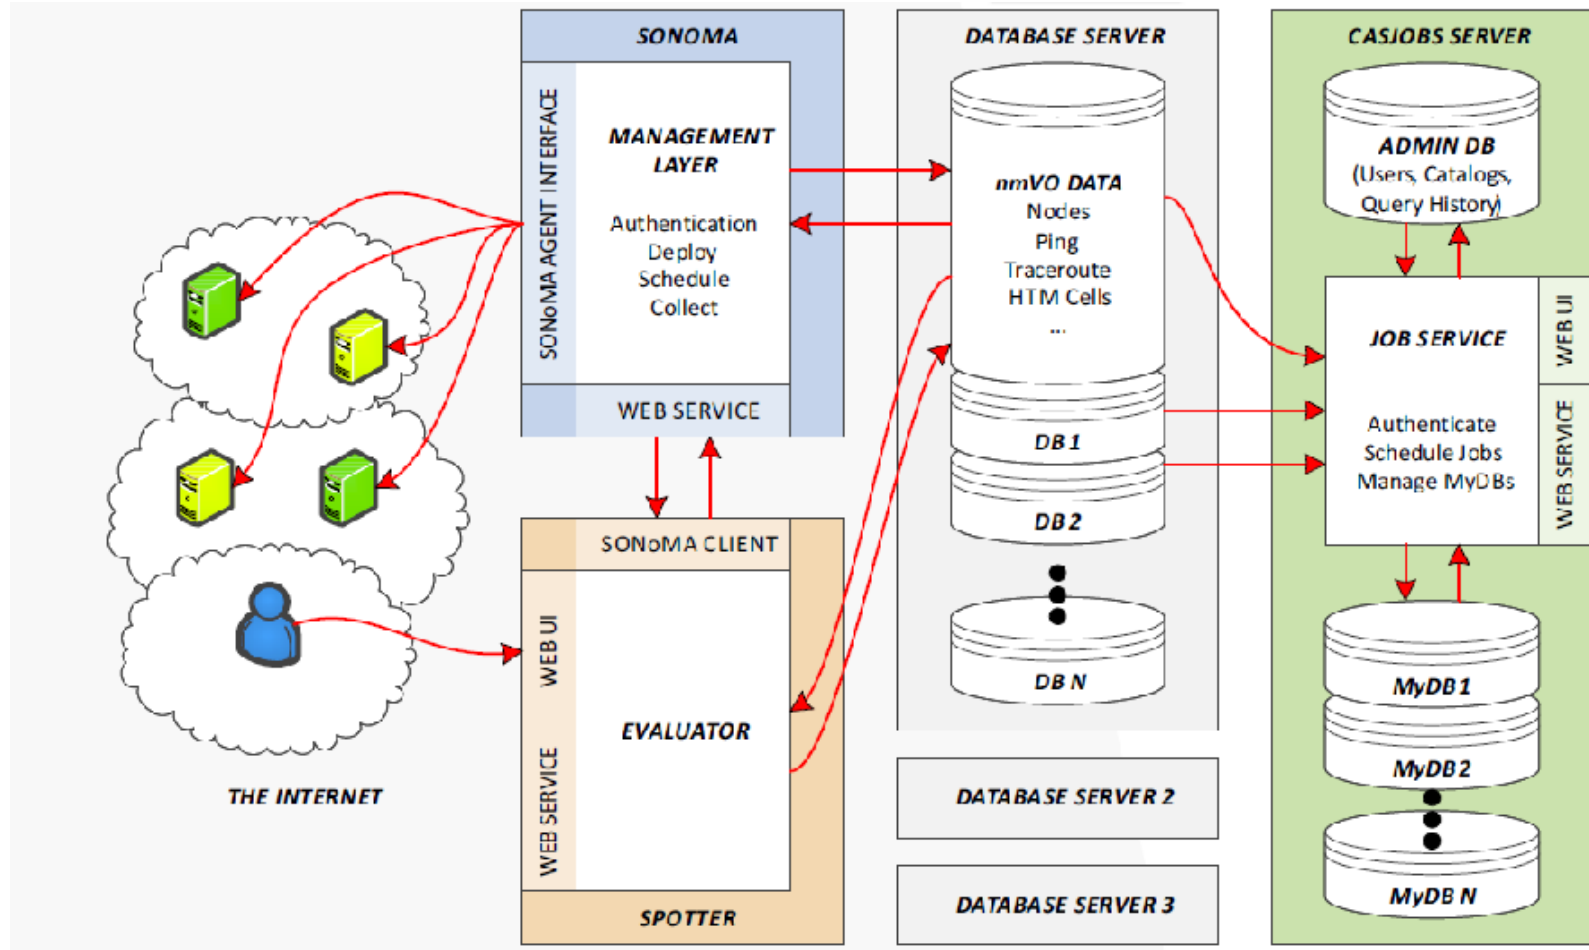 SONOMA
SONoMA AGENT INTERFACE
MANAGEMENT
LAYER
Authentication
Deploy
Schedule
Collect
WEB SERVICE
SONoMA CLIENT
WEB UI
WEB SERVICE
EVALUATOR
SPOTTER
THE INTERNET
DATABASE SERVER
nmVO DATA
Nodes
Ping
Traceroute
HTM Cells
...
DB 1
DB 2
DB N
DATABASE SERVER 2
DATABASE SERVER 3
CASJOBS SERVER
ADMIN DB
(Users, Catalogs,
Query History)
JOB SERVICE
Authenticate
Schedule Jobs
Manage MyDBs
WEB UI
WEB SERVICE
MyDB 1
MyDB 2
MyDB N